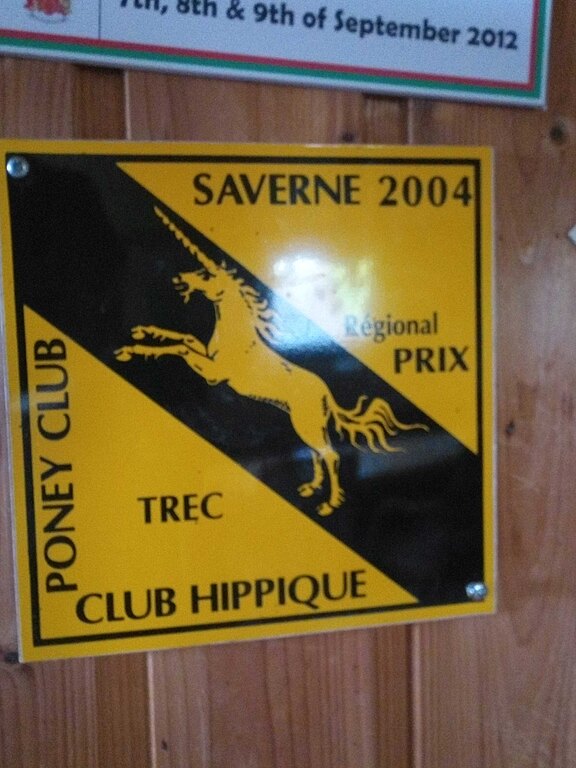 7th, 8th & 9th of September 2012
SAVERNE 2004
Régional
PRIX
PONEY CLUB
TREC
CLUB HIPPIQUE